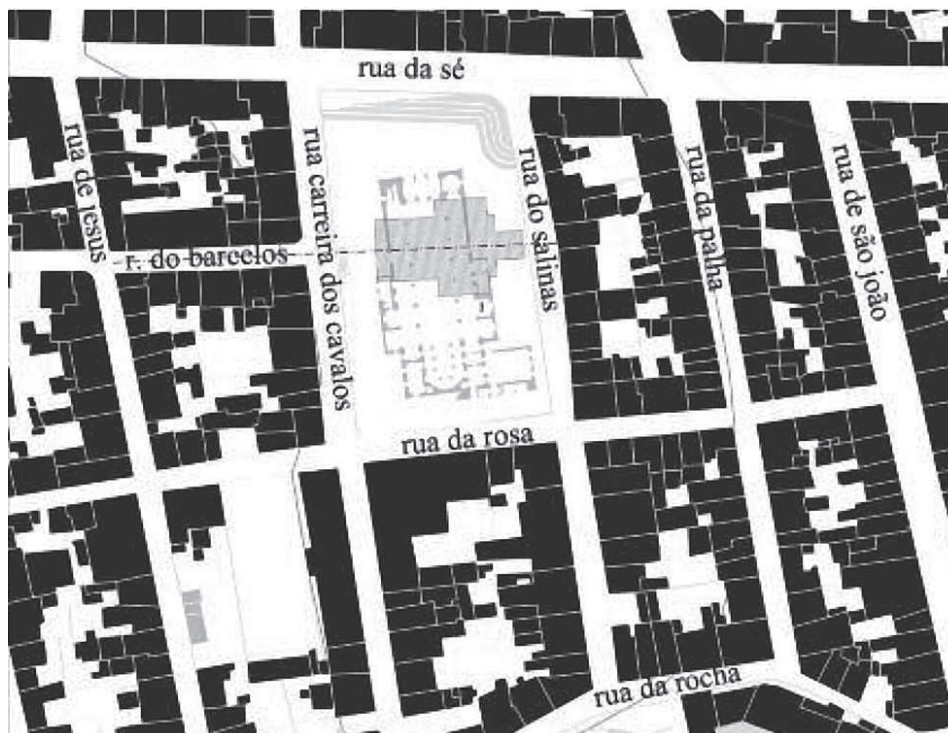 rua da sé
rua de jesus
rua carreira dos cavalos
rua do salinas
rua da palha
rua de são joão
r. do barcelos
rua da rosa
rua da rocha